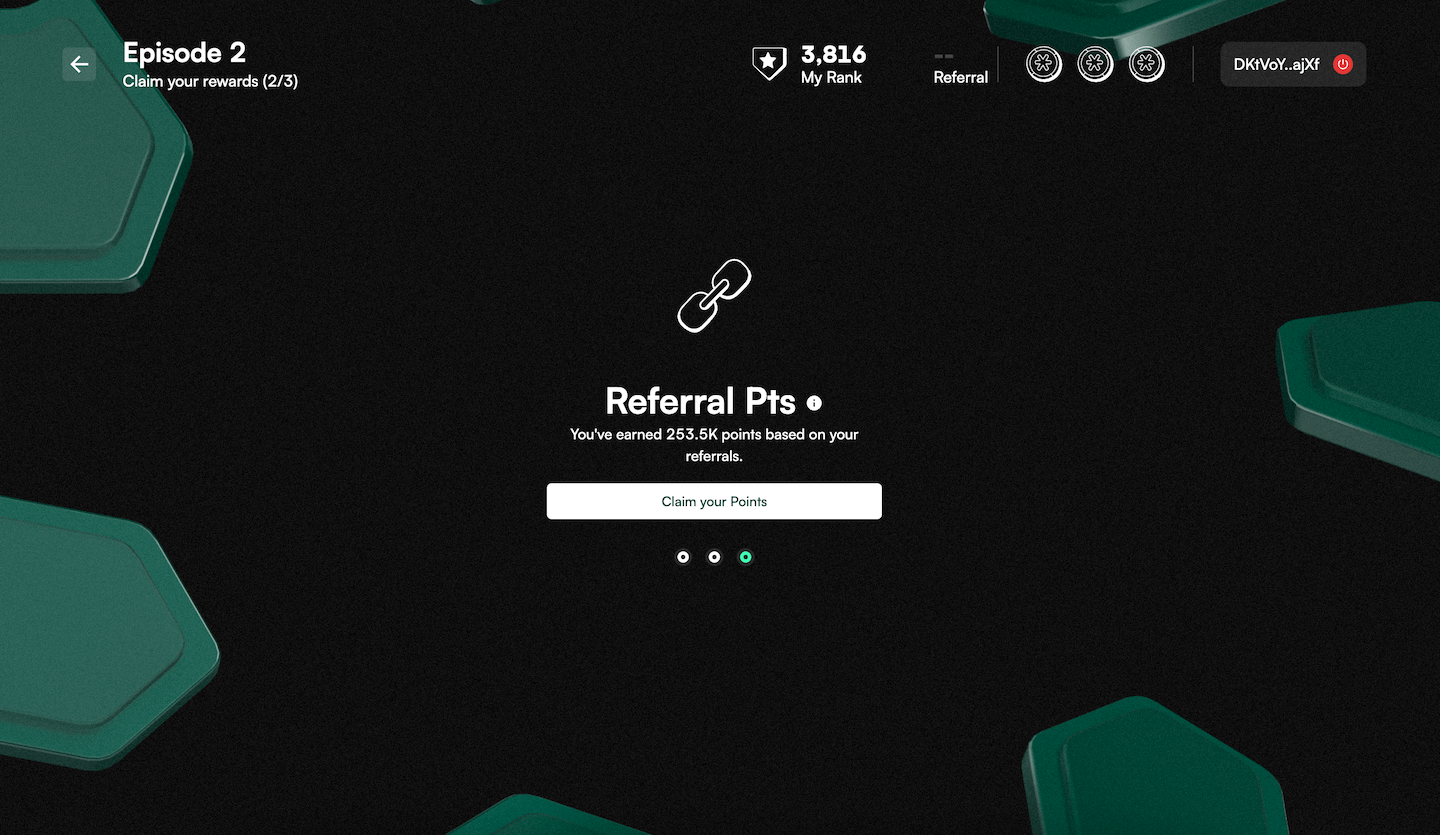 Episode 2
Claim your rewards (2/3)
3,816
My Rank
--
Referral
DKtVoY..ajXf
Referral Pts
You've earned 253.5K points based on your
referrals.
Claim your Points